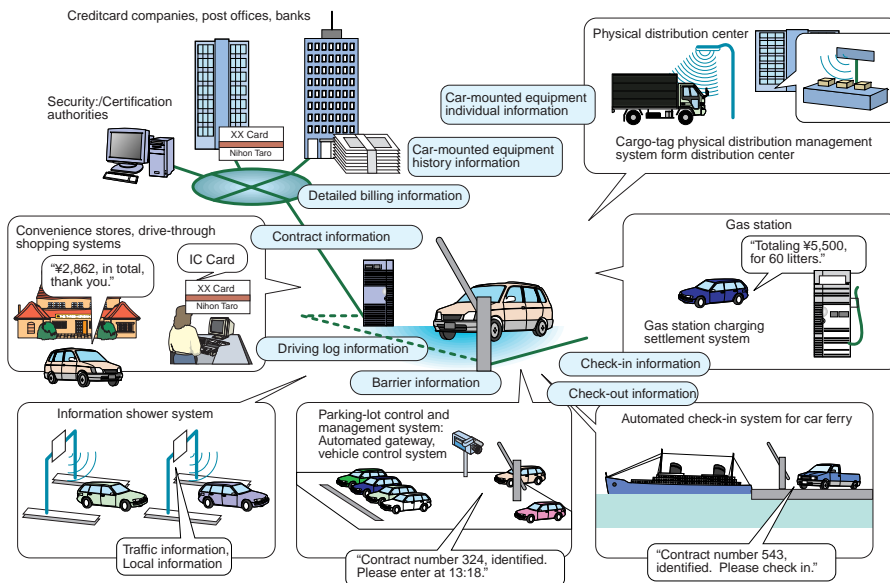 Creditcard companies, post offices, banks
Security:/Certification
authorities
XX Card
Nihon Taro
Car-mounted equipment
individual information
Car-mounted equipment
history information
Detailed billing information
Contract information
Physical distribution center
Cargo-tag physical distribution management
system form distribution center
Convenience stores, drive-through
shopping systems
"¥2,862, in total,
thank you."
IC Card
XX Card
Nihon Taro
Gas station
"Totaling ¥5,500,
for 60 litters."
Gas station charging
settlement system
Driving log information
Barrier information
Check-in information
Check-out information
Information shower system
Traffic information,
Local information
Parking-lot control and
management system:
Automated gateway,
vehicle control system
"Contract number 324, identified.
Please enter at 13:18."
Automated check-in system for car ferry
"Contract number 543,
identified.  Please check in."